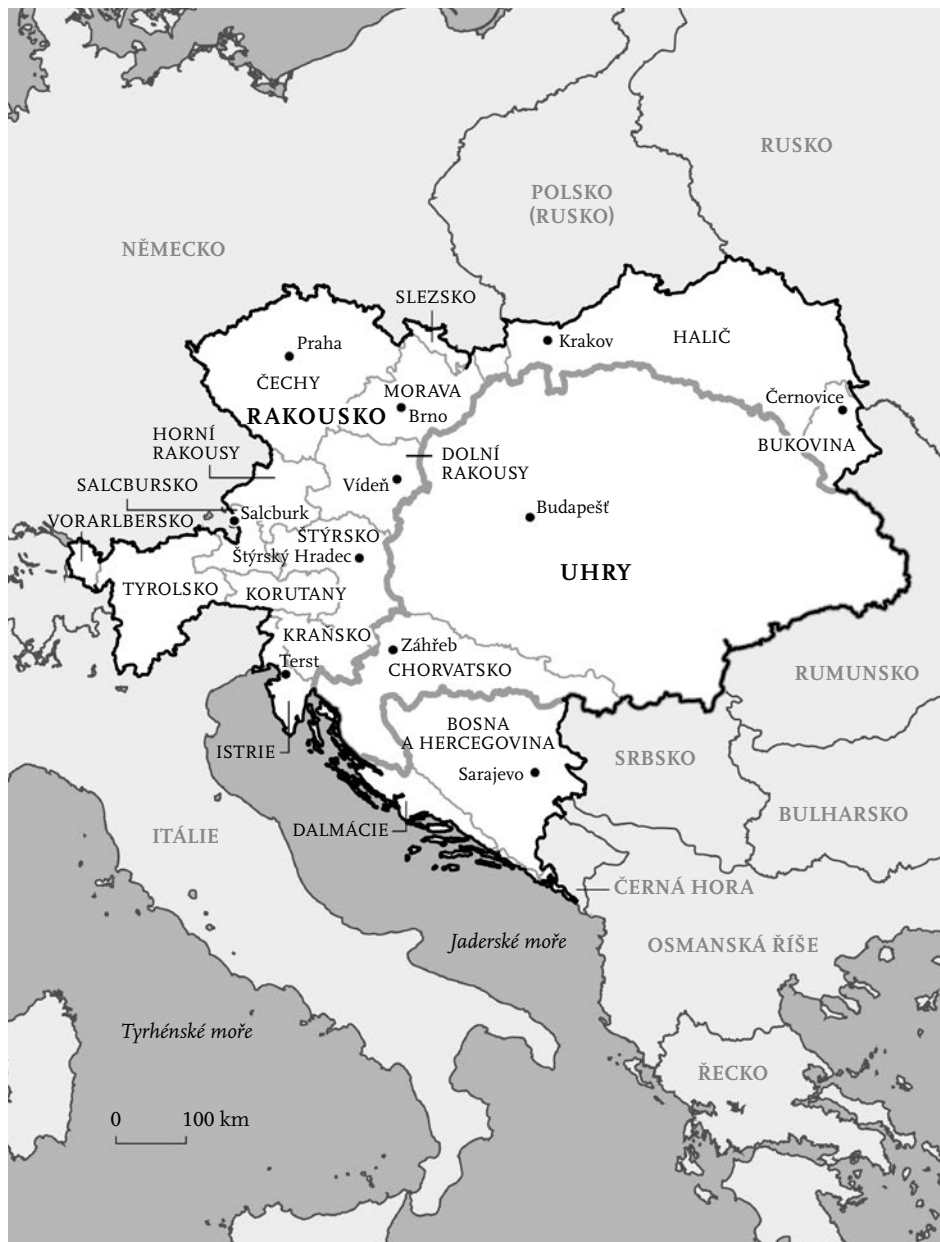 RUSKO
POLSKO
(RUSKO)
NĚMECKO
SLEZSKO
Praha
Krakov
HALIČ
ČECHY
MORAVA
Černovice
RAKOUSKO
Brno
HORNÍ
RAKOUSY
DOLNÍ
RAKOUSY
BUKOVINA
SALCBURSKO
Vídeň
Salcburk
Budapešť
VORARLBERSKO
ŠTÝRSKO
Štýrský Hradec
UHRY
TYROLSKO
KORUTANY
KRAŇSKO
Záhřeb
Terst
CHORVATSKO
RUMUNSKO
BOSNA
A HERCEGOVINA
ISTRIE
SRBSKO
Sarajevo
BULHARSKO
DALMÁCIE
ITÁLIE
ČERNÁ HORA
Jaderské moře
OSMANSKÁ ŘÍŠE
Tyrhénské moře
ŘECKO
0 100 km